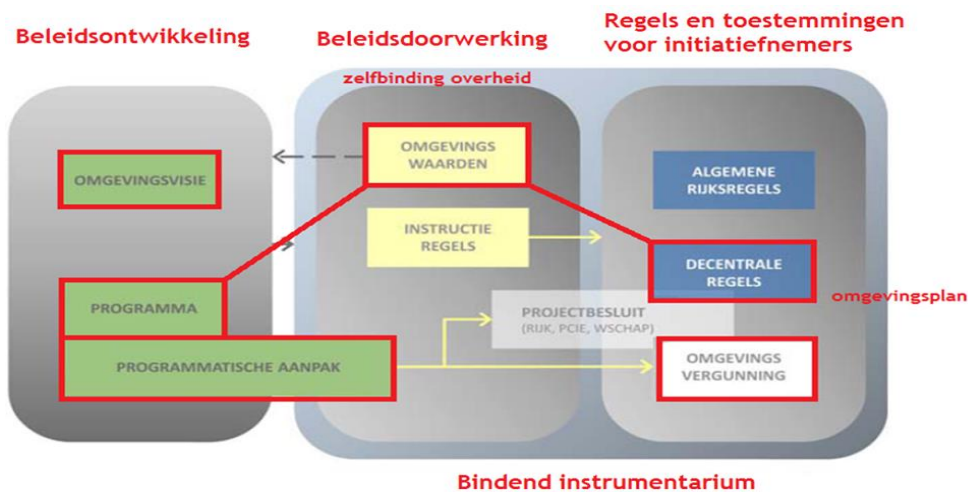 Beleidsontwikkeling
Beleidsdoorwerking
Regels en toestemmingen
voor initiatiefnemers
zelfbinding overheid
OMGEVINGSVISIE
OMGEVINGS
WAARDEN
ALGEMENE
RIJKSREGELS
INSTRUCTIE
REGELS
DECENTRALE
REGELS
omgevingsplan
PROGRAMMA
PROJECTBESLUIT
(RIJK, PCIE, WSCHAP)
PROGRAMMATISCHE AANPAK
OMGEVINGS
VERGUNNING
Bindend instrumentarium